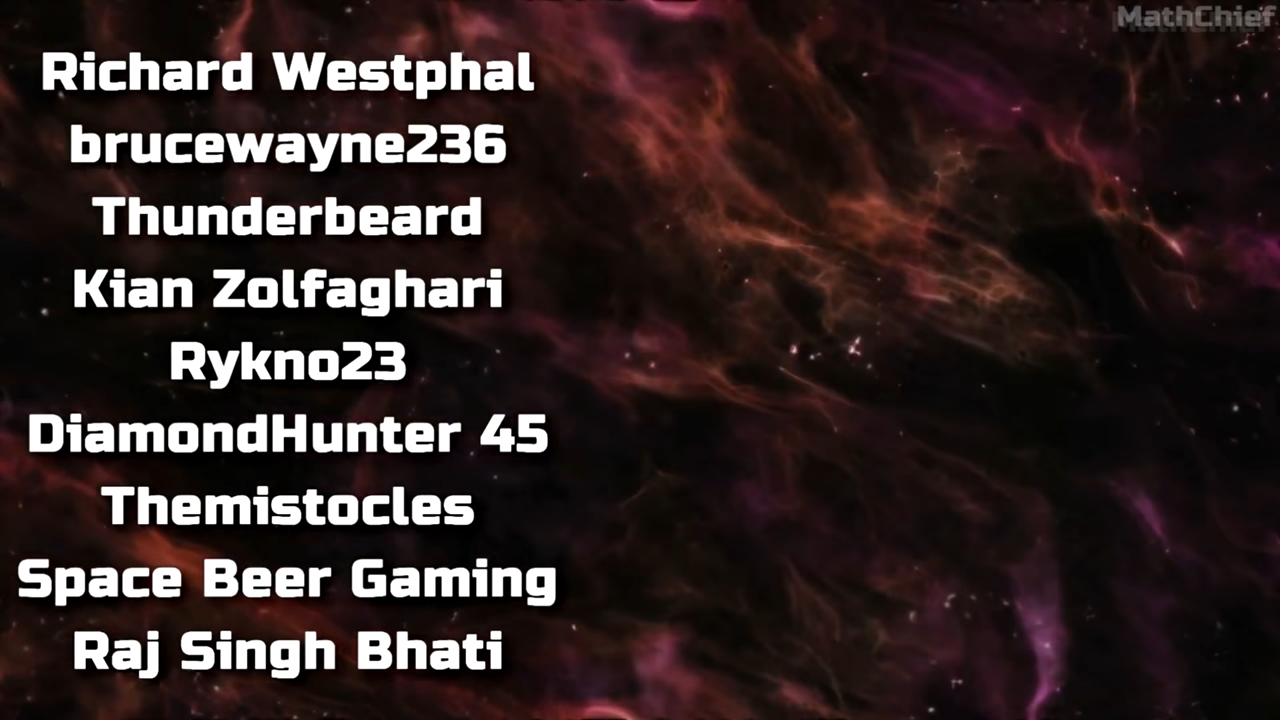 MathChief
Richard Westphal
brucewayne236
Thunderbeard
Kian Zolfaghari
Rykno23
DiamondHunter 45
Themistocles
Space Beer Gaming
Raj Singh Bhati